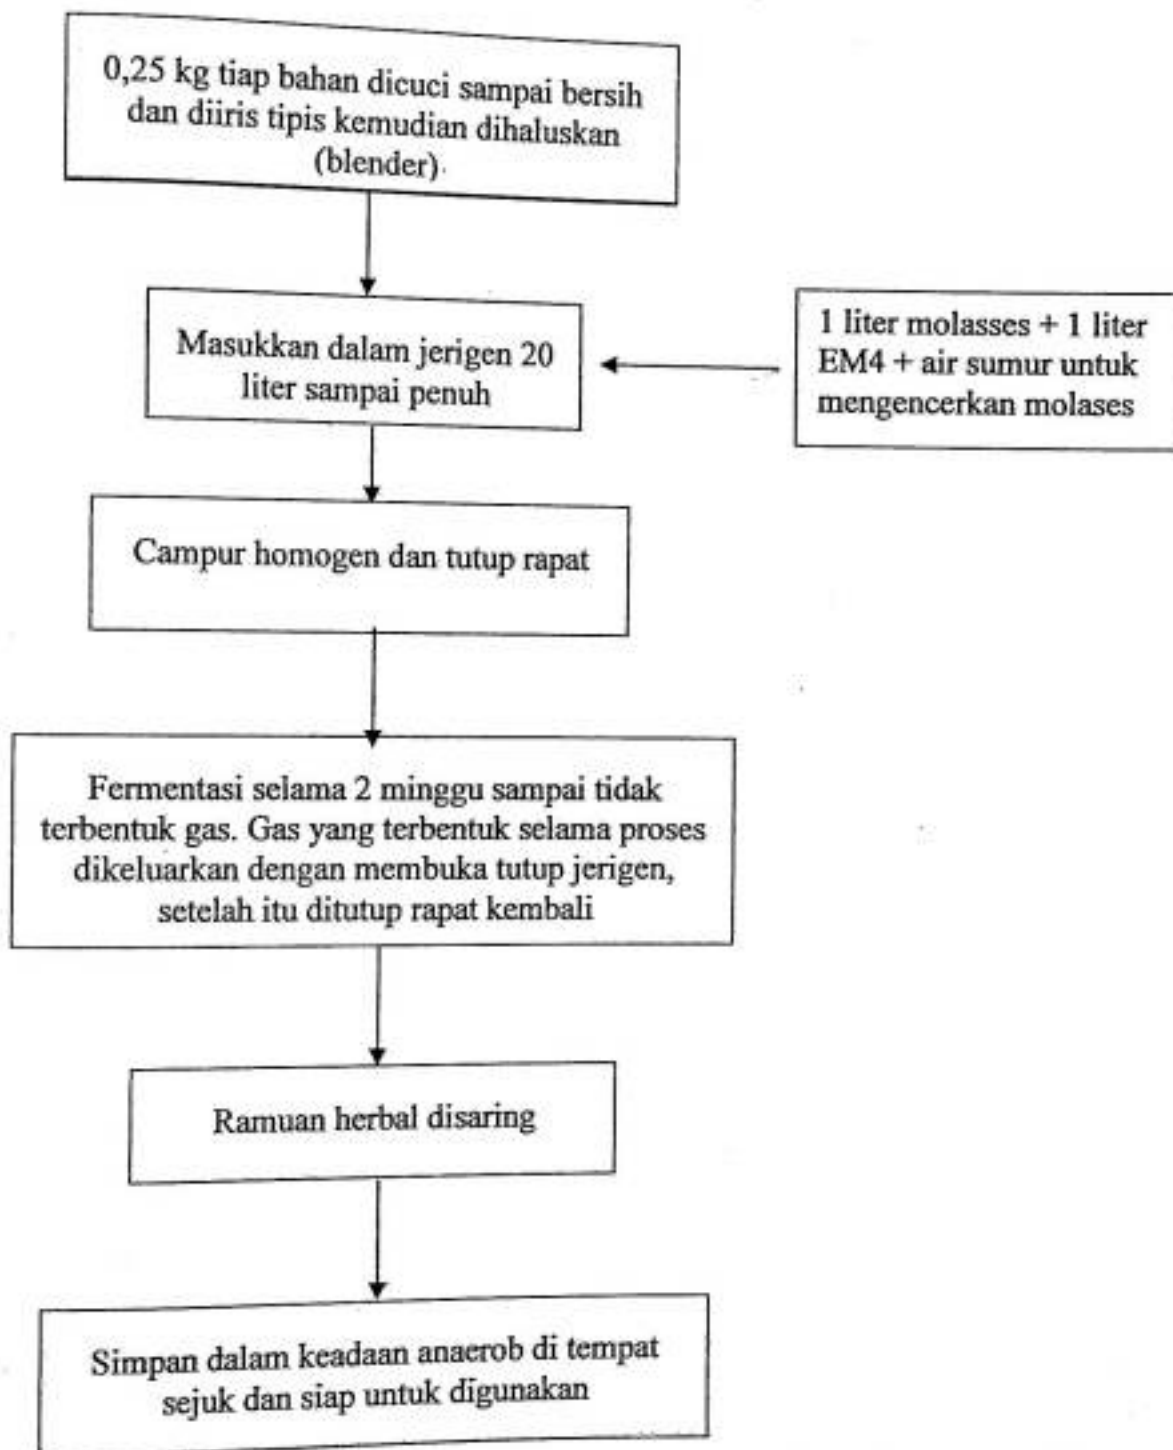 0,25 kg tiap bahan dicuci sampai bersih
dan diiris tipis kemudian dihaluskan
(blender).
Masukkan dalam jerigen 20
liter sampai penuh
1 liter molasses + 1 liter
EM4 + air sumur untuk
mengencerkan molases
Campur homogen dan tutup rapat
Fermentasi selama 2 minggu sampai tidak
terbentuk gas. Gas yang terbentuk selama proses
dikeluarkan dengan membuka tutup jerigen,
setelah itu ditutup rapat kembali
Ramuan herbal disaring
Simpan dalam keadaan anaerob di tempat
sejuk dan siap untuk digunakan